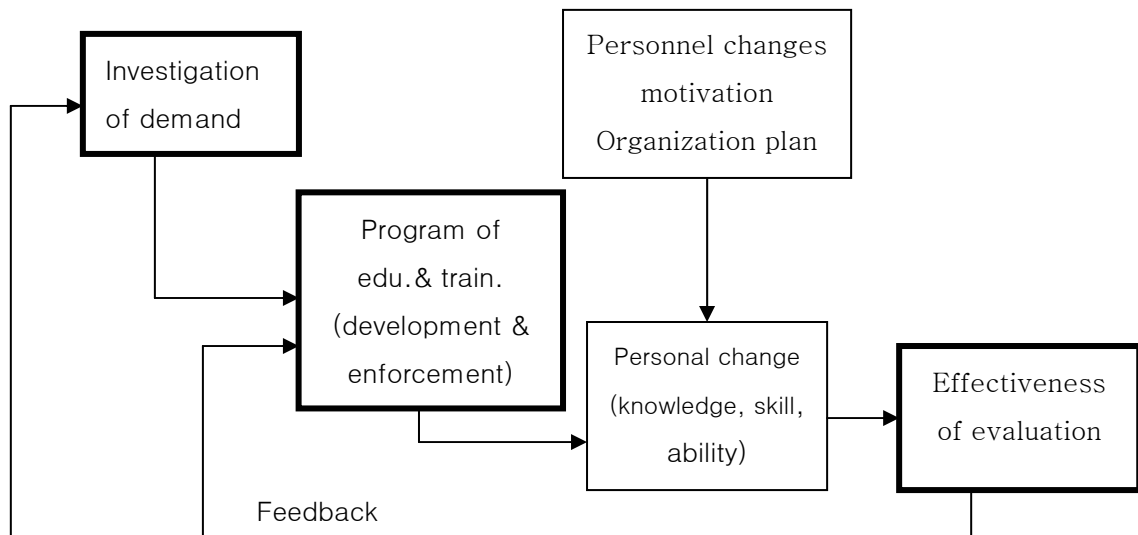 Investigation
of demand
Personnel changes
motivation
Organization plan
Program of
edu.& train.
(development &
enforcement)
Personal change
(knowledge, skill,
ability)
Effectiveness
of evaluation
Feedback